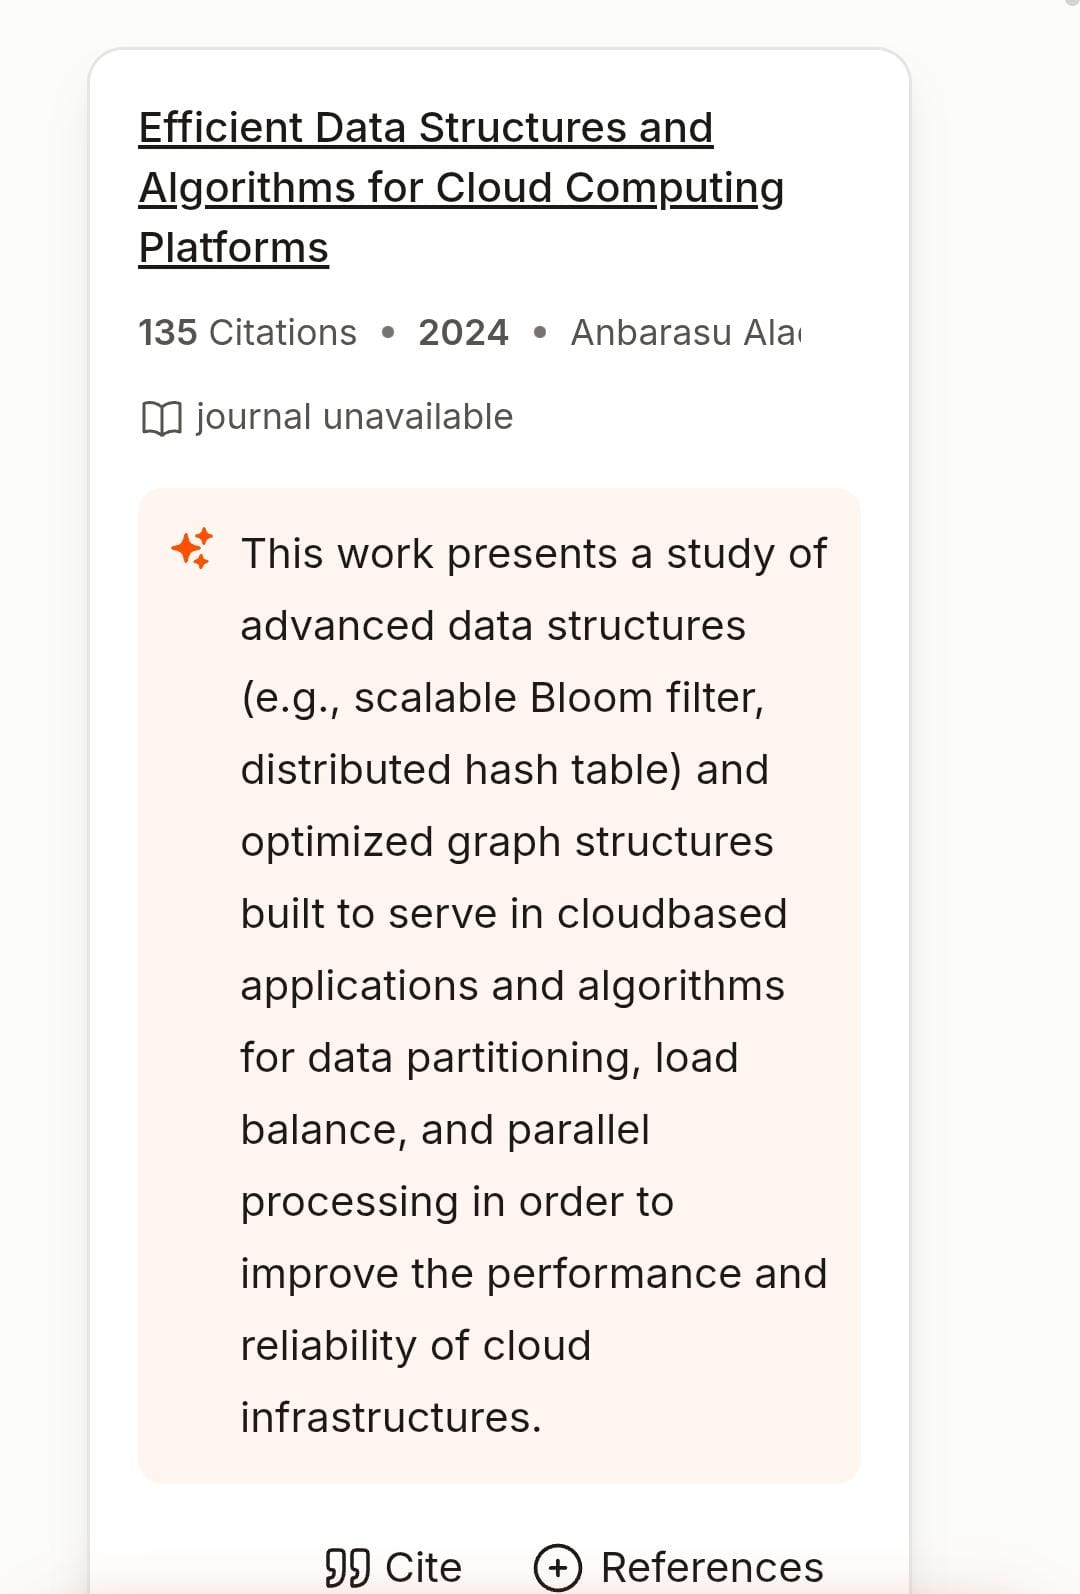 Efficient Data Structures and
Algorithms for Cloud Computing
Platforms
135 Citations • 2024 • Anbarasu
journal unavailable
This work presents a study of
advanced data structures
(e.g., scalable Bloom filter,
distributed hash table) and
optimized graph structures
built to serve in cloudbased
applications and algorithms
for data partitioning, load
balance, and parallel
processing in order to
improve the performance and
reliability of cloud
infrastructures.
Cite References